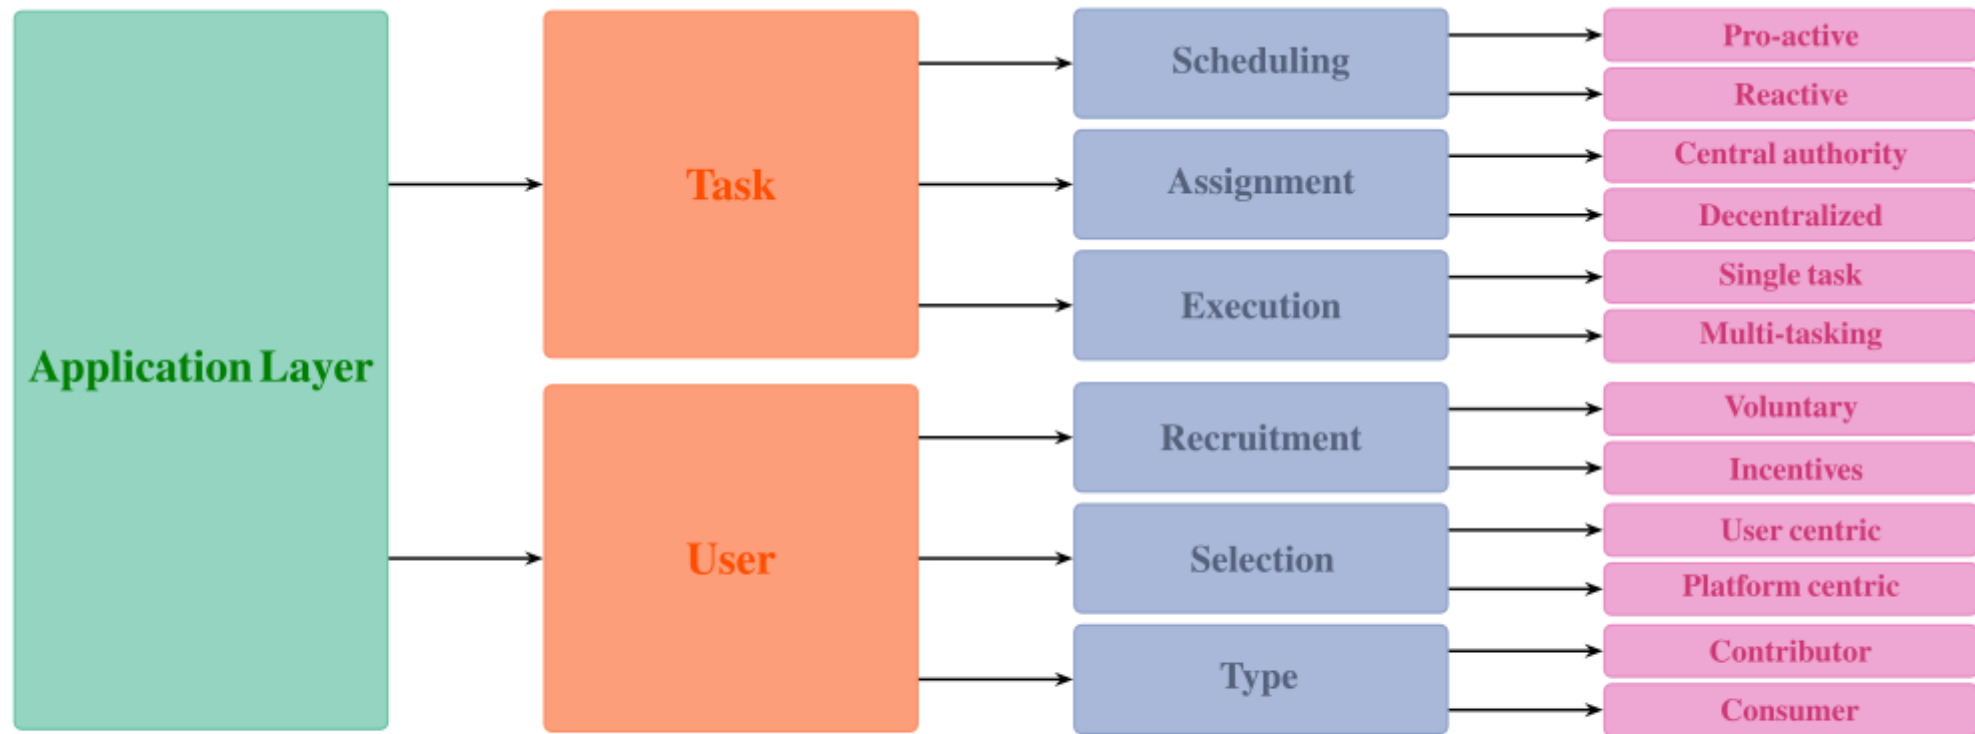 Application Layer
Task
User
Scheduling
Assignment
Execution
Recruitment
Selection
Type
Pro-active
Reactive
Central authority
Decentralized
Single task
Multi-tasking
Voluntary
Incentives
User centric
Platform centric
Contributor
Consumer